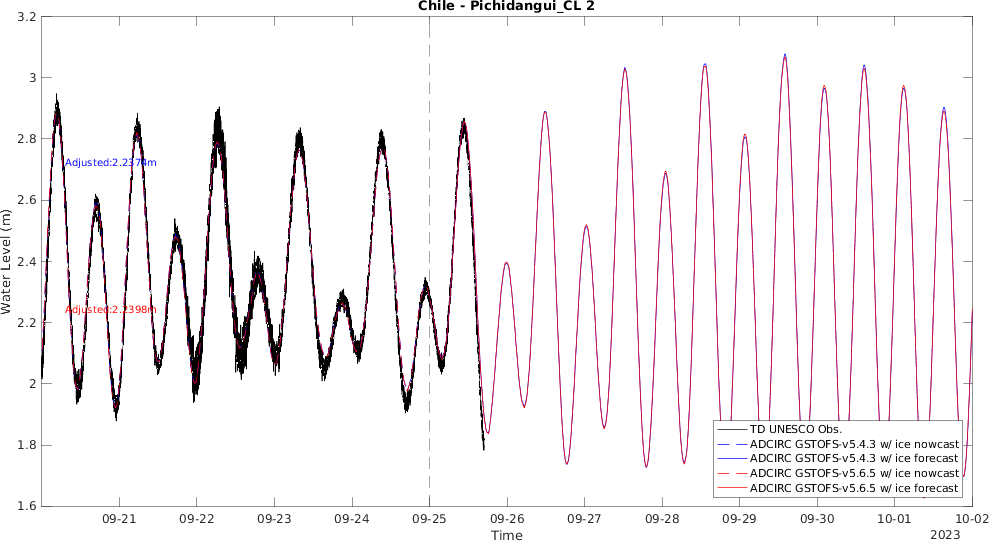 Chile - Pichidangui_CL 2
3.2
3
2.8
2.6
2.4
2.2
2
1.8
1.6
Water Level (m)
Adjusted:2.2374m
Adjusted:2.2398m
TD UNESCO Obs.
ADCIRC GSTOFS-v5.4.3 w/ ice nowcast
ADCIRC GSTOFS-v5.4.3 w/ ice forecast
ADCIRC GSTOFS-v5.6.5 w/ ice nowcast
ADCIRC GSTOFS-v5.6.5 w/ ice forecast
09-21 09-22 09-23 09-24 09-25 09-26 09-27 09-28 09-29 09-30 10-01 10-02
Time
2023